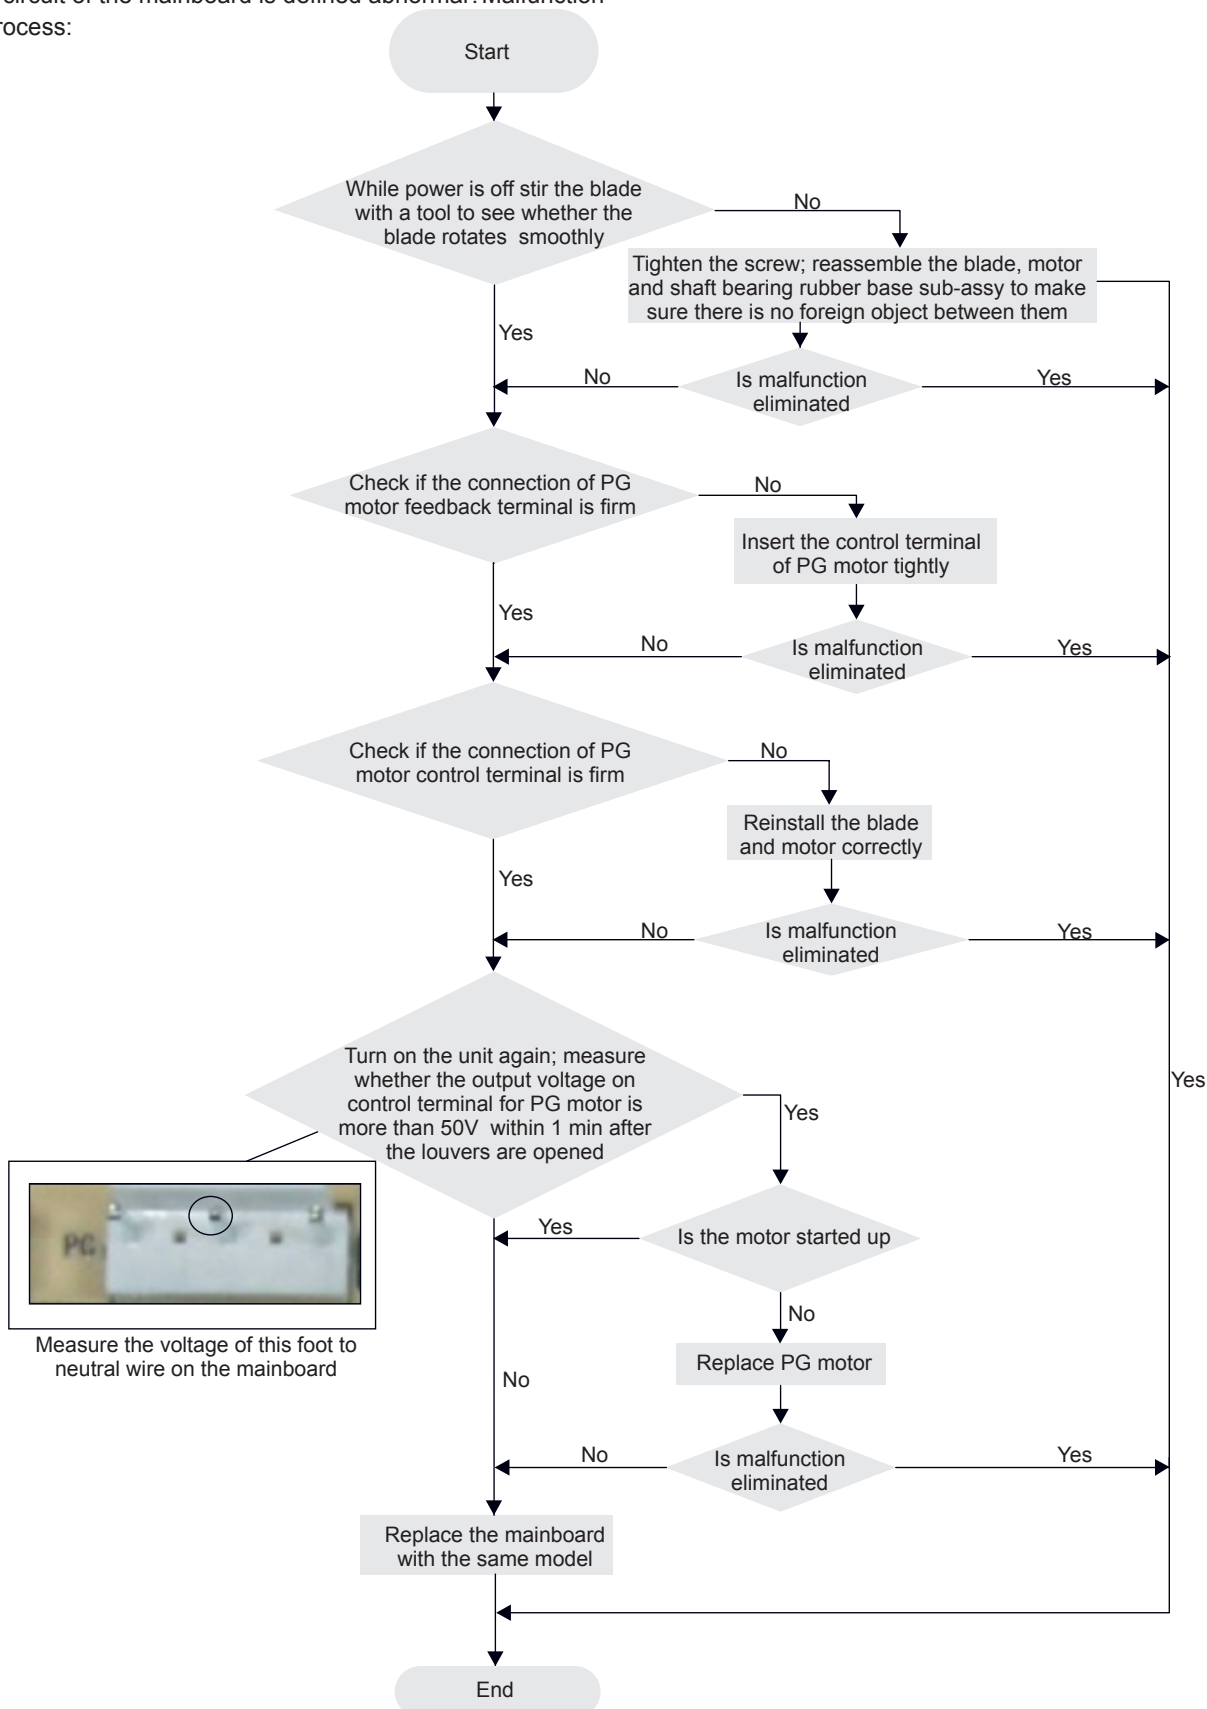 circuit of the mainboard is defined abnormal. Malfunction
process:
Start
While power is off stir the blade
with a tool to see whether the
blade rotates smoothly
No
Tighten the screw; reassemble the blade, motor
and shaft bearing rubber base sub-assy to make
sure there is no foreign object between them
Yes
No
Is malfunction
eliminated
Yes
Check if the connection of PG
motor feedback terminal is firm
No
Insert the control terminal
of PG motor tightly
Yes
No
Is malfunction
eliminated
Yes
Check if the connection of PG
motor control terminal is firm
No
Reinstall the blade
and motor correctly
Yes
No
Is malfunction
eliminated
Yes
Turn on the unit again; measure
whether the output voltage on
control terminal for PG motor is
more than 50V within 1 min after
the louvers are opened
Yes
Yes
PG
Measure the voltage of this foot to
neutral wire on the mainboard
Yes
Is the motor started up
No
Replace PG motor
No
No
Is malfunction
eliminated
Yes
Replace the mainboard
with the same model
End